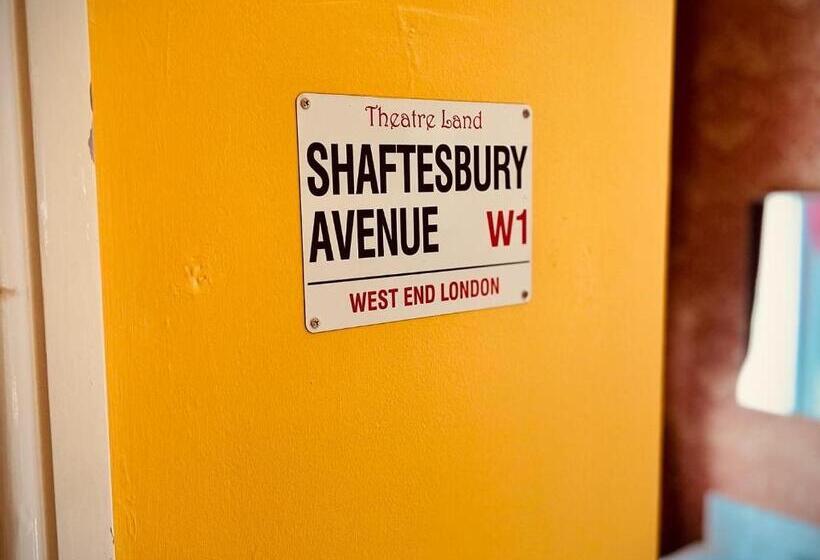 Theatre Land
SHAFTESBURY
AVENUE W1
WEST END LONDON